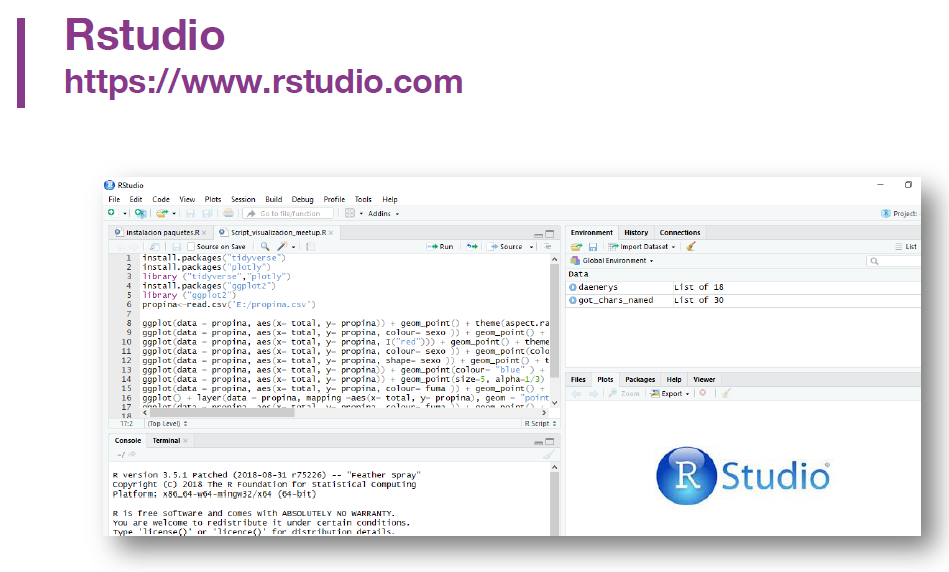 Rstudio
https://www.rstudio.com
RStudio
File Edit Code View Plots Session Build Debug Profile Tools Help
Go to file/function Addins Project:
instalacion paquetes.R Script_visualizacion_meetup.R
Source on Save Run Source
1 install.packages("tidyverse")
2 install.packages("plotly")
3 library ("tidyverse","plotly")
4 install.packages("ggplot2")
5 library ("ggplot2")
6 propina<-read.csv('E:/propina.csv')
7
8 ggplot(data = propina, aes(x= total, y= propina)) + geom_point() + theme(aspect.ra
9 ggplot(data = propina, aes(x= total, y= propina, colour= sexo )) + geom_point() +
10 ggplot(data = propina, aes(x= total, y= propina, I("red"))) + geom_point() + theme
11 ggplot(data = propina, aes(x= total, y= propina, colour= sexo )) + geom_point(colo
12 ggplot(data = propina, aes(x= total, y= propina, shape= sexo )) + geom_point() + t
13 ggplot(data = propina, aes(x= total, y= propina)) + geom_point(colour= "blue" ) +
14 ggplot(data = propina, aes(x= total, y= propina)) + geom_point(size=5, alpha=1/3)
15 ggplot(data = propina, aes(x= total, y= propina, colour= fuma )) + geom_point() +
16 ggplot() + layer(data = propina, mapping =aes(x= total, y= propina), geom = "point
17 ggplot(data = propina, aes(x= total, y= propina, colour= fuma )) + geom_point() +
18
17:2 (Top Level) R Script
Console Terminal
~/
R version 3.5.1 Patched (2018-08-31 r75226) -- "Feather Spray"
Copyright (C) 2018 The R Foundation for Statistical Computing
Platform: x86_64-w64-mingw32/x64 (64-bit)
R is free software and comes with ABSOLUTELY NO WARRANTY.
You are welcome to redistribute it under certain conditions.
Type 'license()' or 'licence()' for distribution details.
Environment History Connections
Import Dataset List
Global Environment
Data
daenerys List of 18
got_chars_named List of 30
Files Plots Packages Help Viewer
Zoom Export
R Studio®